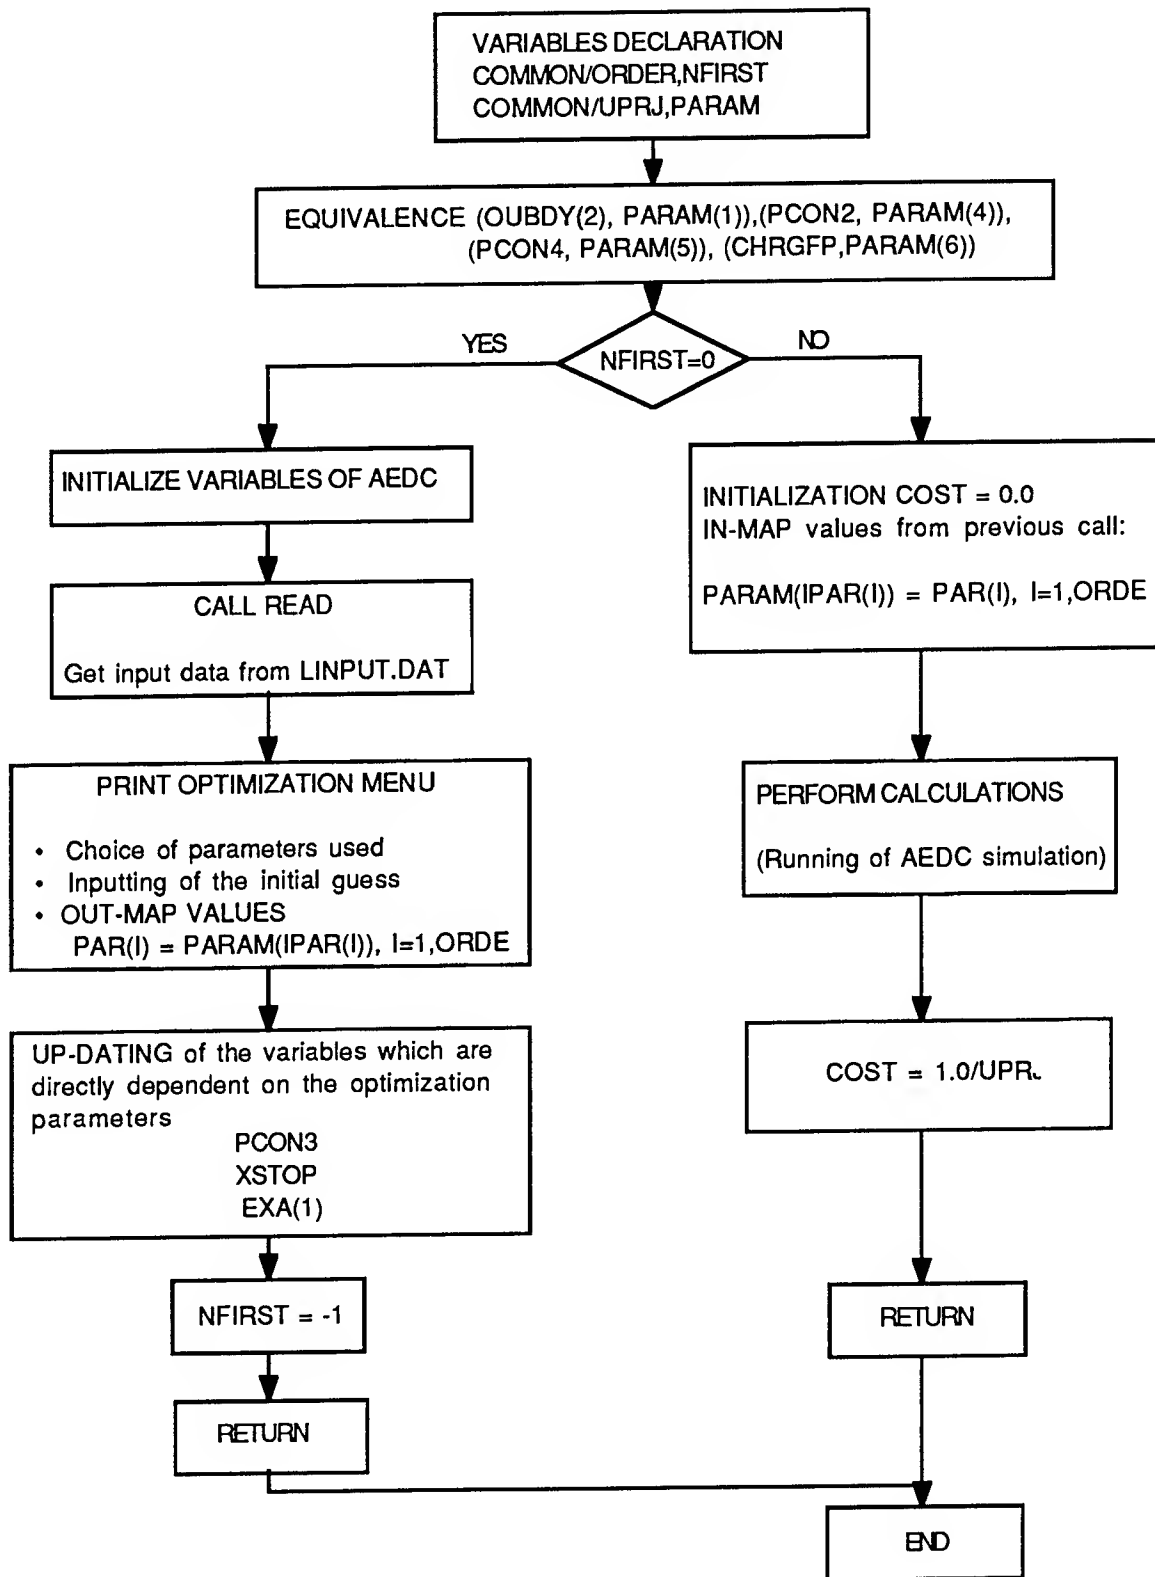 VARIABLES DECLARATION
COMMON/ORDER,NFIRST
COMMON/UPRJ,PARAM
EQUIVALENCE (OUBDY(2), PARAM(1)),(PCON2, PARAM(4)),
(PCON4, PARAM(5)), (CHRGFP,PARAM(6))
YES
NFIRST=0
NO
INITIALIZE VARIABLES OF AEDC
CALL READ
Get input data from LINPUT.DAT
PRINT OPTIMIZATION MENU
• Choice of parameters used
• Inputting of the initial guess
• OUT-MAP VALUES
PAR(I) = PARAM(IPAR(I)), I=1,ORDE
UP-DATING of the variables which are
directly dependent on the optimization
parameters
PCON3
XSTOP
EXA(1)
NFIRST = -1
RETURN
INITIALIZATION COST = 0.0
IN-MAP values from previous call:
PARAM(IPAR(I)) = PAR(I), I=1,ORDE
PERFORM CALCULATIONS
(Running of AEDC simulation)
COST = 1.0/UPRJ
RETURN
END